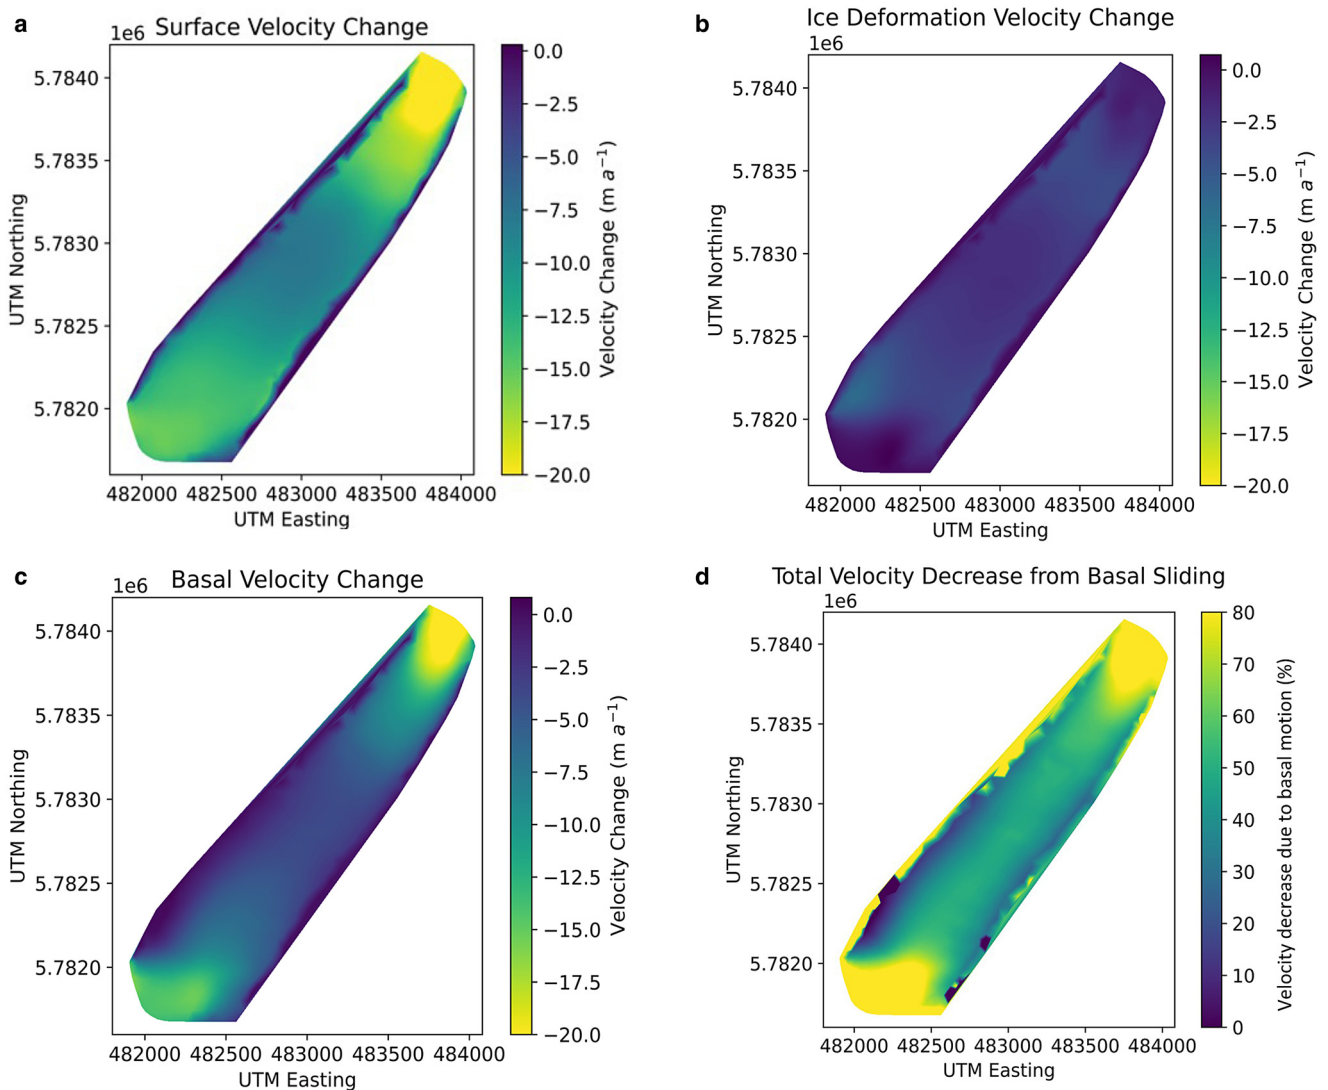 a
Surface Velocity Change
1e6
5.7840
5.7835
5.7830
5.7825
5.7820
UTM Northing
482000 482500 483000 483500 484000
UTM Easting
0.0
−2.5
−5.0
−7.5
−10.0
−12.5
−15.0
−17.5
−20.0
Velocity Change (m a⁻¹)
b
Ice Deformation Velocity Change
1e6
5.7840
5.7835
5.7830
5.7825
5.7820
UTM Northing
482000 482500 483000 483500 484000
UTM Easting
0.0
−2.5
−5.0
−7.5
−10.0
−12.5
−15.0
−17.5
−20.0
Velocity Change (m a⁻¹)
c
Basal Velocity Change
1e6
5.7840
5.7835
5.7830
5.7825
5.7820
UTM Northing
482000 482500 483000 483500 484000
UTM Easting
0.0
−2.5
−5.0
−7.5
−10.0
−12.5
−15.0
−17.5
−20.0
Velocity Change (m a⁻¹)
d
Total Velocity Decrease from Basal Sliding
1e6
5.7840
5.7835
5.7830
5.7825
5.7820
UTM Northing
482000 482500 483000 483500 484000
UTM Easting
80
70
60
50
40
30
20
10
0
Velocity decrease due to basal motion (%)